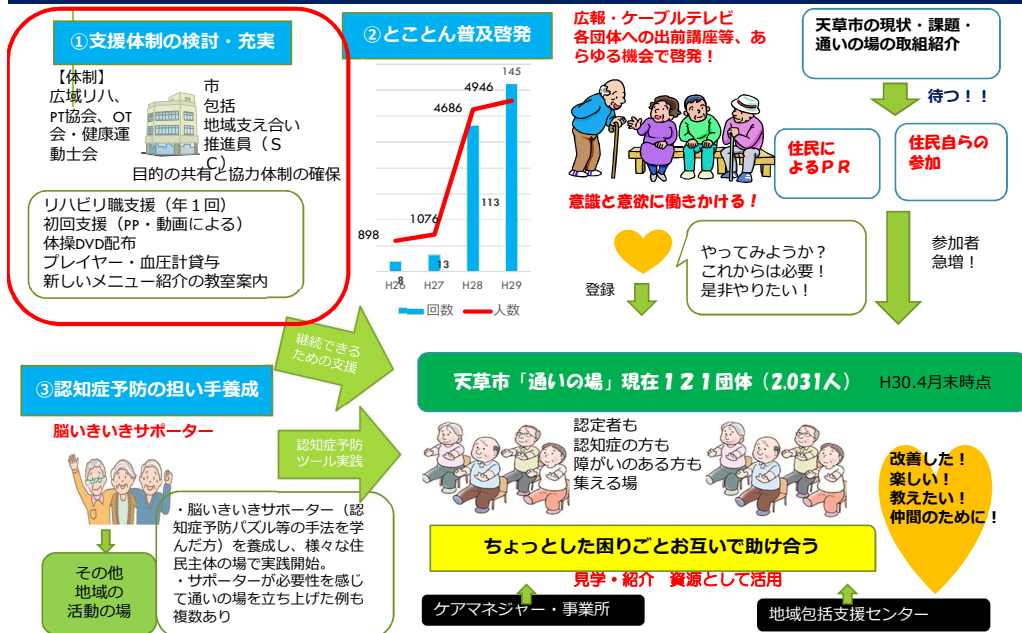 ①支援体制の検討・充実
【体制】
広域リハ、
PT協会、OT
会・健康運
動士会
市
包括
地域支え合い
推進員（S
C）
目的の共有と協力体制の確保
リハビリ職支援（年１回）
初回支援（PP・動画による）
体操DVD配布
プレイヤー・血圧計貸与
新しいメニュー紹介の教室案内
②とことん普及啓発
145
4946
4686
113
1076
898
13
8
H26
H27
H28
H29
回数
人数
広報・ケーブルテレビ
各団体への出前講座等、あ
らゆる機会で啓発！
意識と意欲に働きかける！
天草市の現状・課題・
通いの場の取組紹介
待つ！！
住民に
よるPR
住民自らの
参加
やってみようか？
これからは必要！
是非やりたい！
登録
参加者
急増！
継続できる
ための支援
③認知症予防の担い手養成
脳いきいきサポーター
認知症予防
ツール実践
・脳いきいきサポーター（認
知症予防パズル等の手法を学
んだ方）を養成し、様々な住
民主体の場で実践開始。
・サポーターが必要性を感じ
て通いの場を立ち上げた例も
複数あり
その他
地域の
活動の場
天草市「通いの場」現在１２１団体（2,031人）
H30.4月末時点
認定者も
認知症の方も
障がいのある方も
集える場
改善した！
楽しい！
教えたい！
仲間のために！
ちょっとした困りごとお互いで助け合う
見学・紹介　資源として活用
ケアマネジャー・事業所
地域包括支援センター